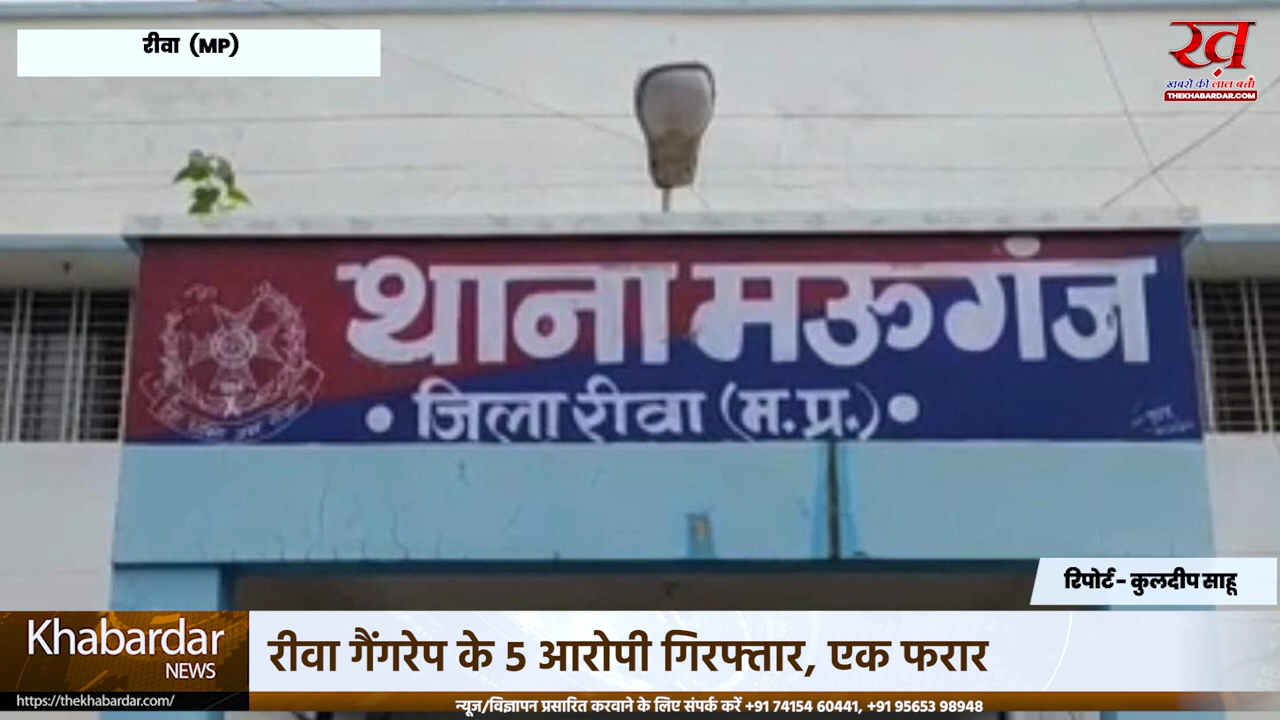 रीवा (MP)
ख़
खबरों की लाल बत्ती
THEKHABARDAR.COM
थाना मऊगंज
• जिला रीवा (म.प्र.) •
रिपोर्ट - कुलदीप साहू
Khabardar
NEWS
रीवा गैंगरेप के 5 आरोपी गिरफ्तार, एक फरार
https://thekhabardar.com/
न्यूज/विज्ञापन प्रसारित करवाने के लिए संपर्क करें +91 74154 60441, +91 95653 98948